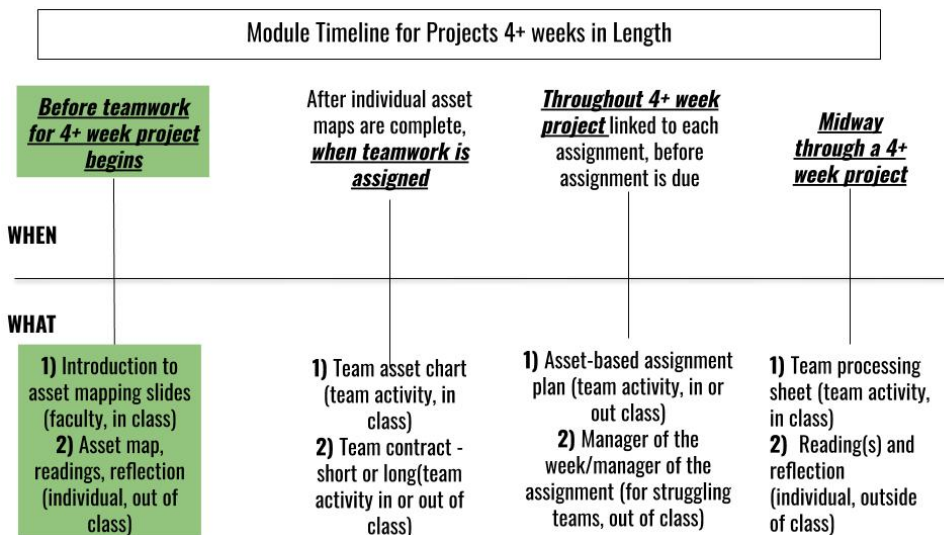 Module Timeline for Projects 4+ weeks in Length
Before teamwork
for 4+ week project
begins
After individual asset
maps are complete,
when teamwork is
assigned
Throughout 4+ week
project linked to each
assignment, before
assignment is due
Midway
through a 4+
week project
WHEN
WHAT
1) Introduction to
asset mapping slides
(faculty, in class)
2) Asset map,
readings, reflection
(individual, out of
class)
1) Team asset chart
(team activity, in
class)
2) Team contract -
short or long(team
activity in or out of
class)
1) Asset-based assignment
plan (team activity, in or
out class)
2) Manager of the
week/manager of the
assignment (for struggling
teams, out of class)
1) Team processing
sheet (team activity,
in class)
2) Reading(s) and
reflection
(individual, outside
of class)